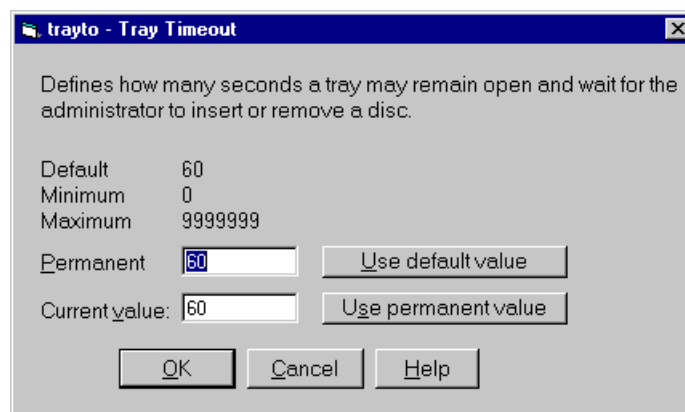 trayto - Tray Timeout
Defines how many seconds a tray may remain open and wait for the
administrator to insert or remove a disc.
Default 60
Minimum 0
Maximum 9999999
Permanent 60 Use default value
Current value: 60 Use permanent value
OK Cancel Help